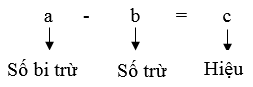 a - b = c
Số bi trừ Số trừ Hiệu